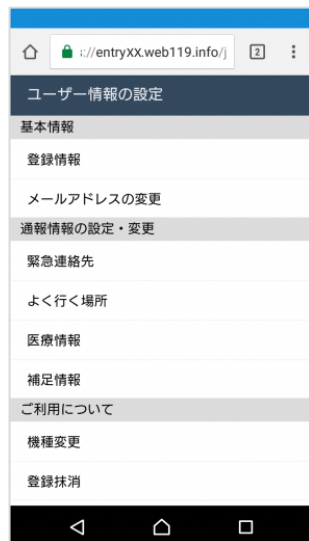 ://entryXX.web119.info/j
2
ユーザー情報の設定
基本情報
登録情報
メールアドレスの変更
通報情報の設定・変更
緊急連絡先
よく行く場所
医療情報
補足情報
ご利用について
機種変更
登録抹消